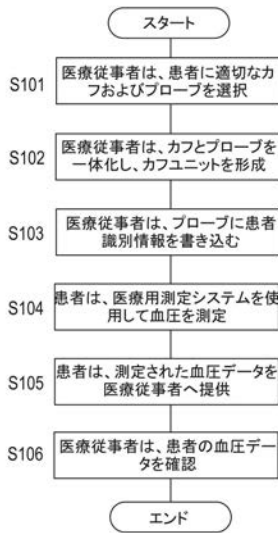 スタート
S101
医療従事者は、患者に適切なカ
フおよびプローブを選択
S102
医療従事者は、カフとプローブを
一体化し、カフユニットを形成
S103
医療従事者は、プローブに患者
識別情報を書き込む
S104
患者は、医療用測定システムを使
用して血圧を測定
S105
患者は、測定された血圧データを
医療従事者へ提供
S106
医療従事者は、患者の血圧デー
タを確認
エンド